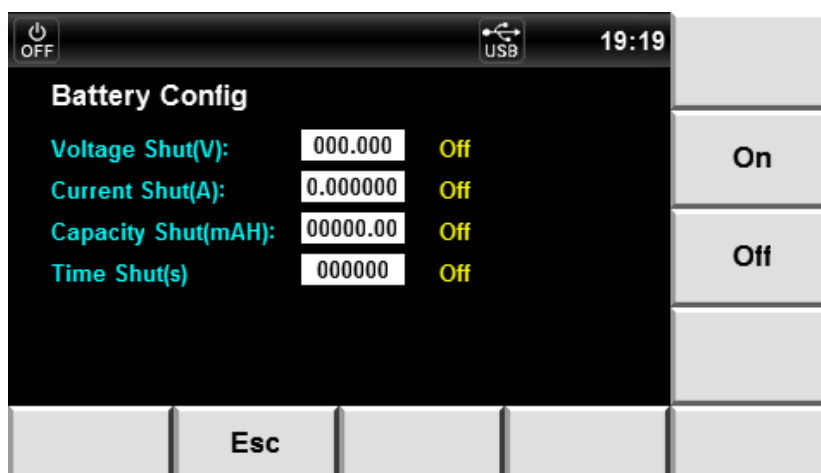 OFF USB 19:19
Battery Config
Voltage Shut(V): 000.000 Off
On
Current Shut(A): 0.000000 Off
Capacity Shut(mAH): 00000.00 Off
Off
Time Shut(s) 000000 Off
Esc